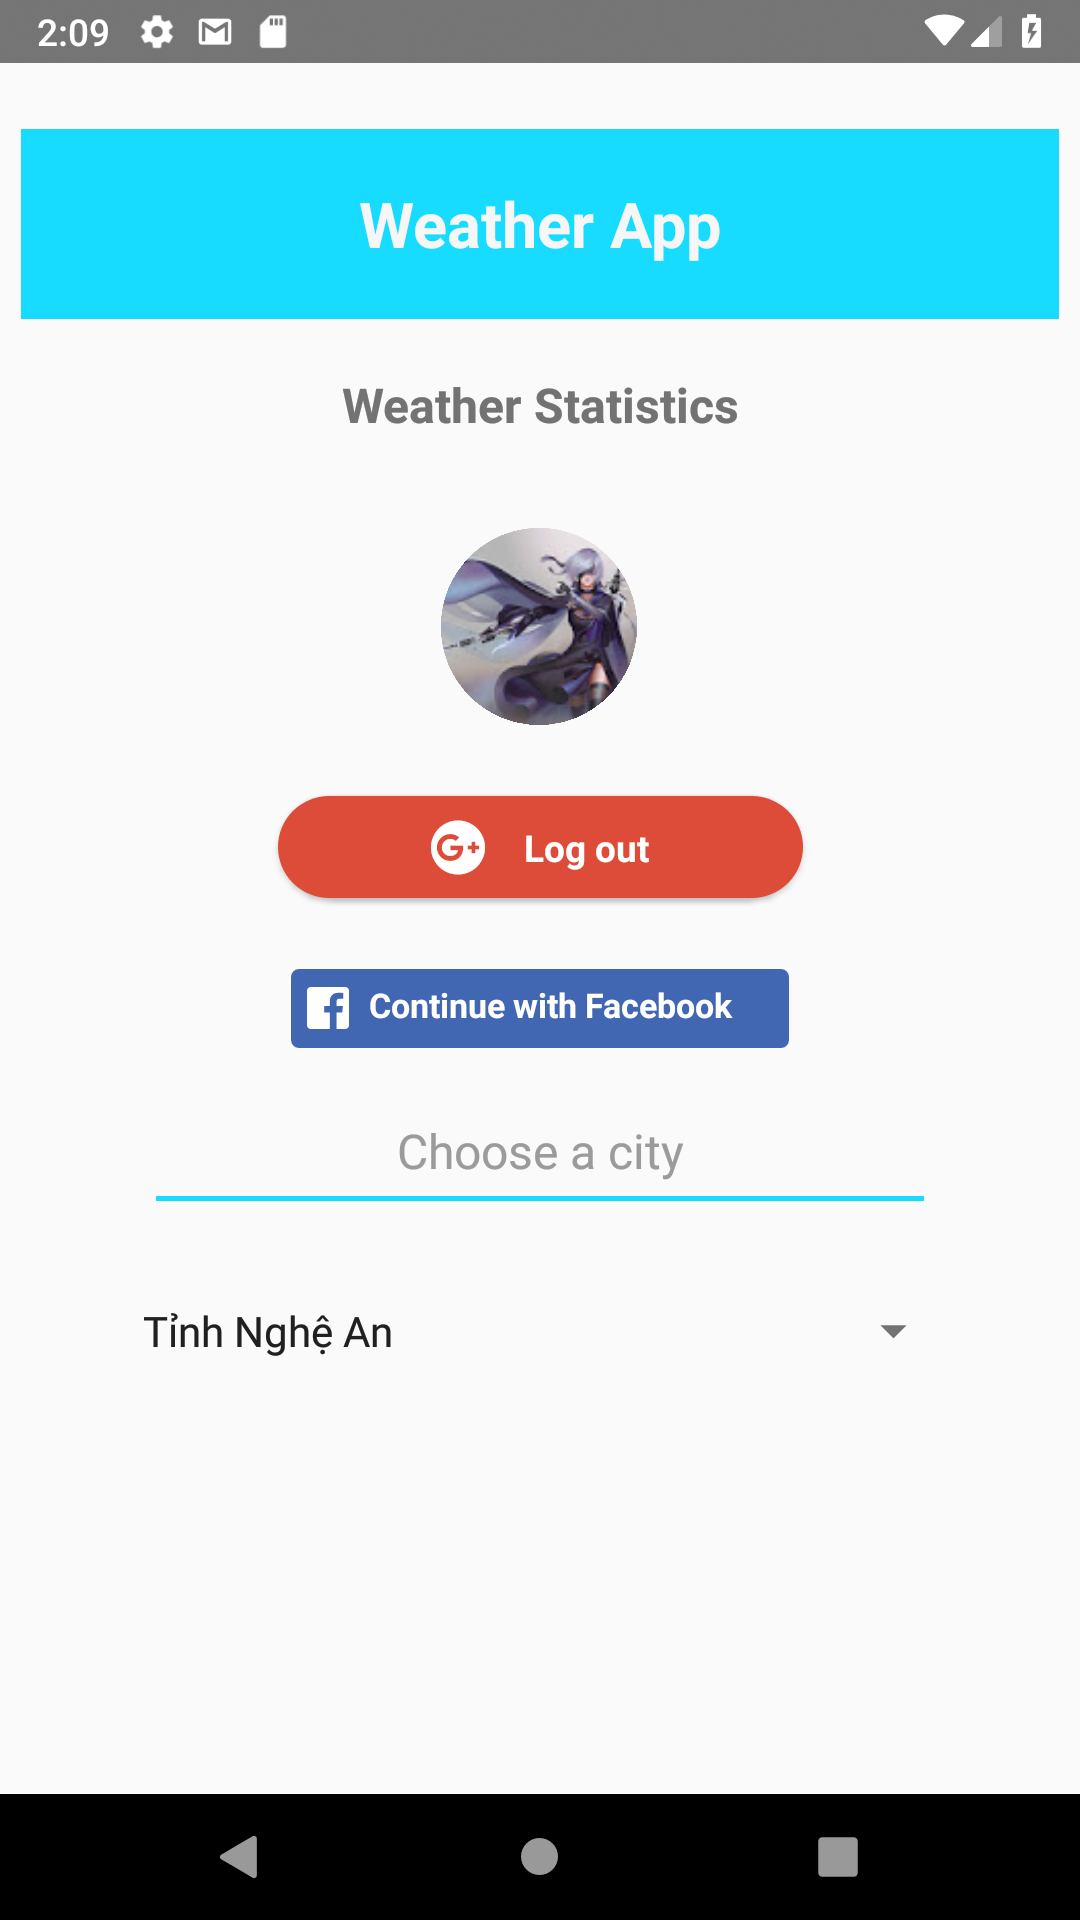 2:09
Weather App
Weather Statistics
G+ Log out
Continue with Facebook
Choose a city
Tỉnh Nghệ An